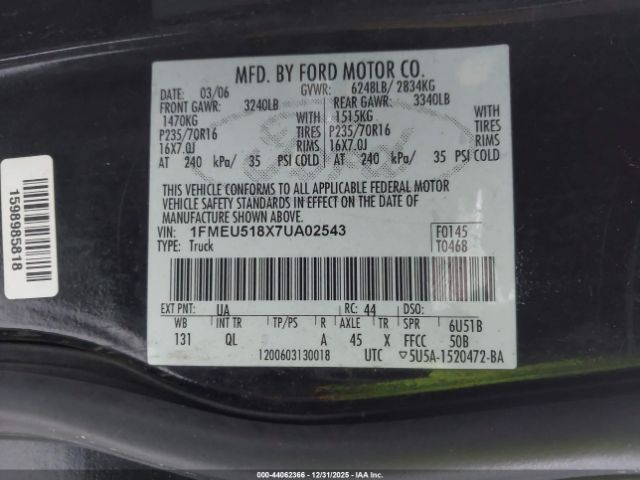 MFD. BY FORD MOTOR CO.
DATE: 03/06 GVWR: 6248LB/ 2834KG
FRONT GAWR: 3240LB REAR GAWR: 3340LB
1470KG WITH 1515KG WITH
P235/70R16 TIRES P235/70R16 TIRES
16X7.0J RIMS 16X7.0J RIMS
AT 240 kPa/ 35 PSI COLD AT 240 kPa/ 35 PSI COLD
THIS VEHICLE CONFORMS TO ALL APPLICABLE FEDERAL MOTOR
VEHICLE SAFETY STANDARDS IN EFFECT ON THE DATE OF
MANUFACTURE SHOWN ABOVE.
VIN: 1FMEU518X7UA02543 F0145
TYPE: Truck T0468
EXT PNT: UA RC: 44 DSO:
WB INT TR TP/PS R AXLE TR SPR 6U51B
131 QL A 45 X FFCC 50B
1200603130018 UTC 5U5A-1520472-BA
1598985818
000-44062366 - 12/31/2025 - IAAI.COM